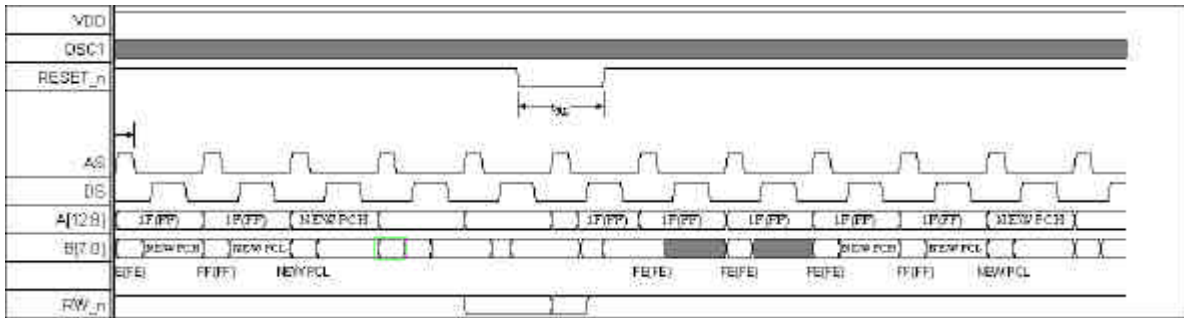 VDD
OSC1
RESET_n
AS
DS
A[12:8] 1F(FF) 1F(FF) NEW PCH 1F(FF) 1F(FF) 1F(FF) 1F(FF) 1F(FF) NEW PCH
B[7:0] NEW PCH NEW PCL NEW PCH NEW PCL
E(FE) FF(FF) NEW PCL FE(FE) FE(FE) FE(FE) FF(FF) NEW PCL
RW_n